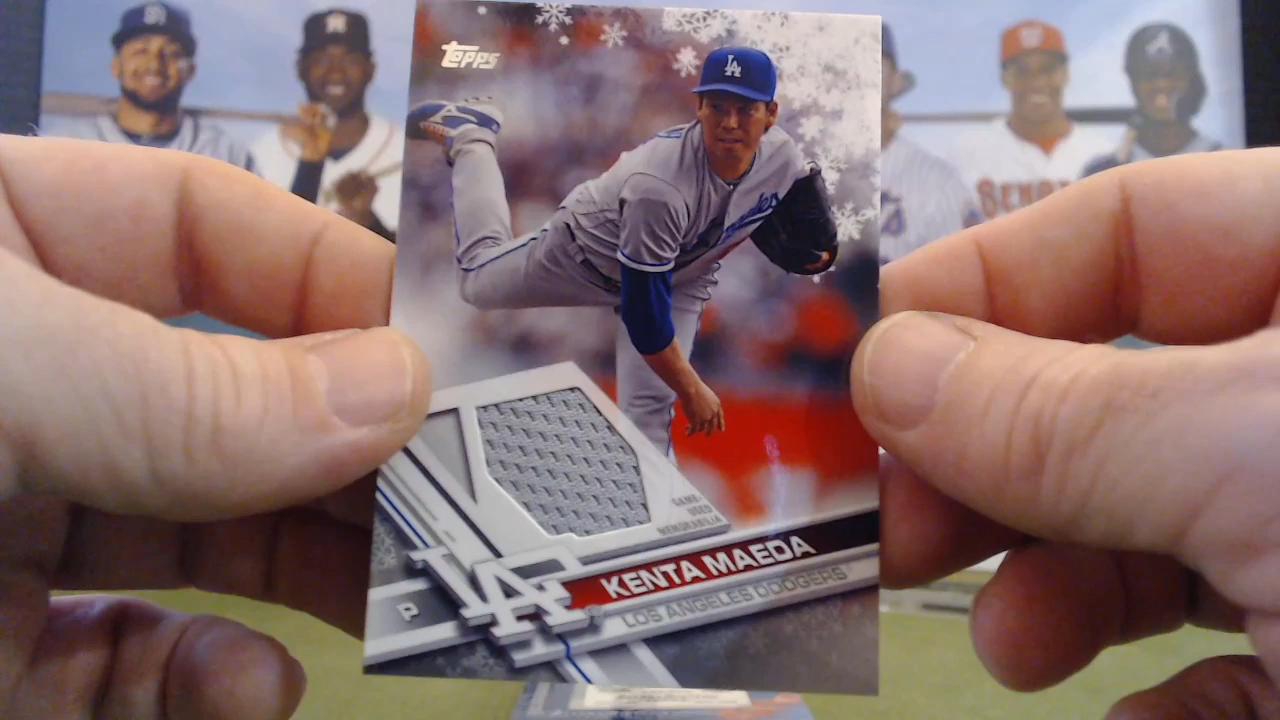 Topps
LA
GAME-
USED
MEMORABILIA
KENTA MAEDA
LOS ANGELES DODGERS
P
LA